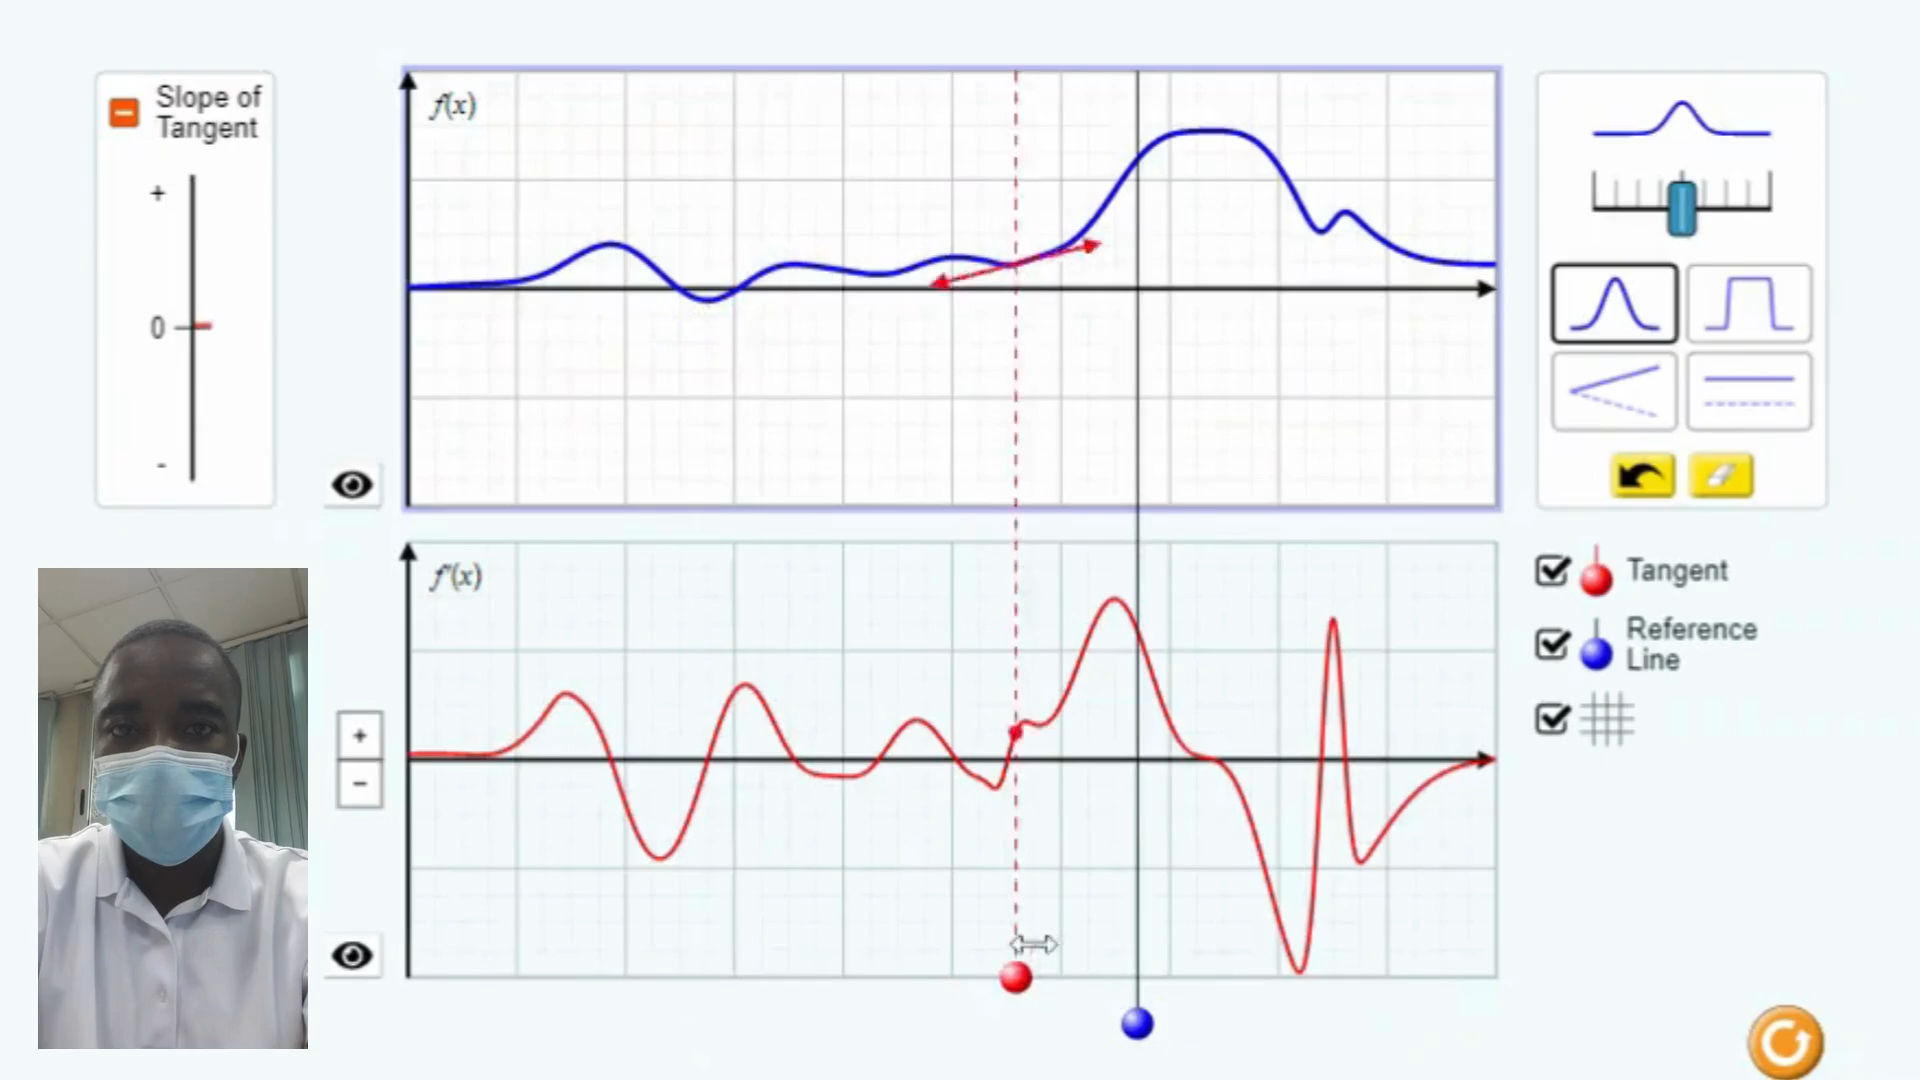 Slope of
Tangent
+
0
-
f(x)
f'(x)
+
−
Tangent
Reference
Line